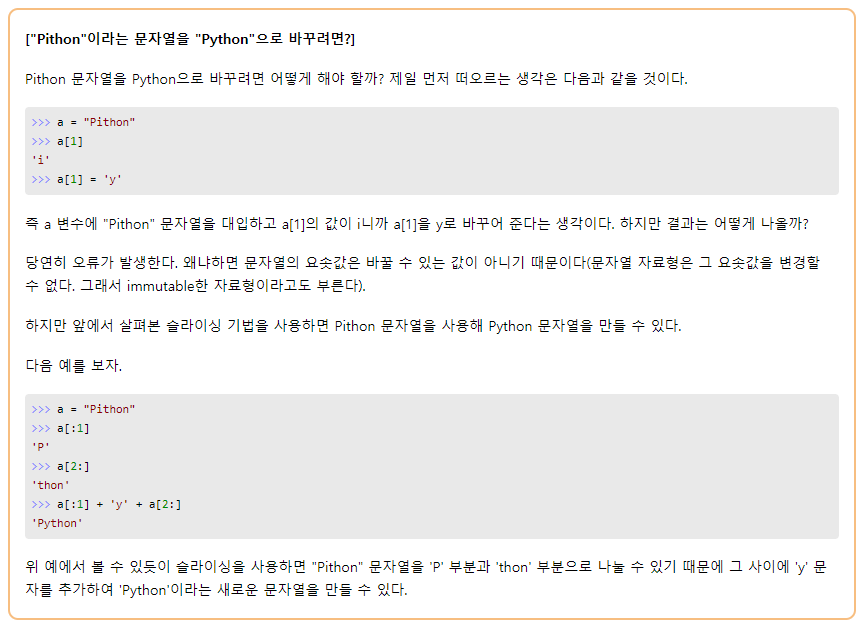 ["Pithon"이라는 문자열을 "Python"으로 바꾸려면?]
Pithon 문자열을 Python으로 바꾸려면 어떻게 해야 할까? 제일 먼저 떠오르는 생각은 다음과 같을 것이다.
>>> a = "Pithon"
>>> a[1]
'i'
>>> a[1] = 'y'
즉 a 변수에 "Pithon" 문자열을 대입하고 a[1]의 값이 i니까 a[1]을 y로 바꾸어 준다는 생각이다. 하지만 결과는 어떻게 나올까?
당연히 오류가 발생한다. 왜냐하면 문자열의 요솟값은 바꿀 수 있는 값이 아니기 때문이다(문자열 자료형은 그 요솟값을 변경할
수 없다. 그래서 immutable한 자료형이라고도 부른다).
하지만 앞에서 살펴본 슬라이싱 기법을 사용하면 Pithon 문자열을 사용해 Python 문자열을 만들 수 있다.
다음 예를 보자.
>>> a = "Pithon"
>>> a[:1]
'P'
>>> a[2:]
'thon'
>>> a[:1] + 'y' + a[2:]
'Python'
위 예에서 볼 수 있듯이 슬라이싱을 사용하면 "Pithon" 문자열을 'P' 부분과 'thon' 부분으로 나눌 수 있기 때문에 그 사이에 'y' 문
자를 추가하여 'Python'이라는 새로운 문자열을 만들 수 있다.